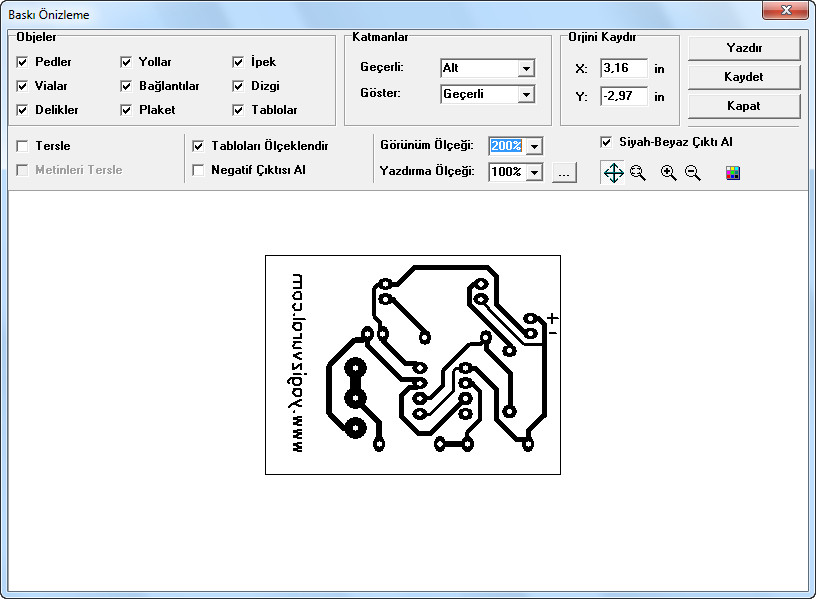 Baskı Önizleme
Objeler
Pedler
Yollar
İpek
Vialar
Bağlantılar
Dizgi
Delikler
Plaket
Tablolar
Katmanlar
Geçerli:
Alt
Göster:
Geçerli
Orjini Kaydır
X:
3,16
in
Y:
-2,97
in
Yazdır
Kaydet
Kapat
Tersle
Metinleri Tersle
Tabloları Ölçeklendir
Negatif Çıktısı Al
Görünüm Ölçeği:
200%
Yazdırma Ölçeği:
100%
...
Siyah-Beyaz Çıktı Al
www.yapizvural.com
+
-